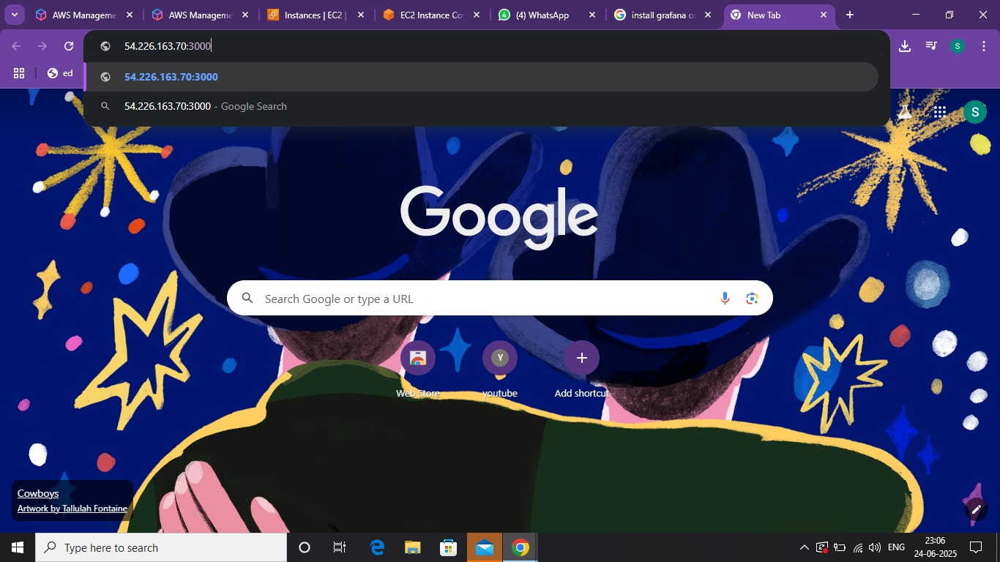 AWS Manageme
AWS Manageme
Instances | EC2 |
EC2 Instance Co
(4) WhatsApp
install grafana o
New Tab
54.226.163.70:3000
S
ed
54.226.163.70:3000
54.226.163.70:3000 - Google Search
S
Google
Search Google or type a URL
Y
Web Store
youtube
Add shortcut
Cowboys
Artwork by Tallulah Fontaine
Type here to search
ENG
23:06
24-06-2025